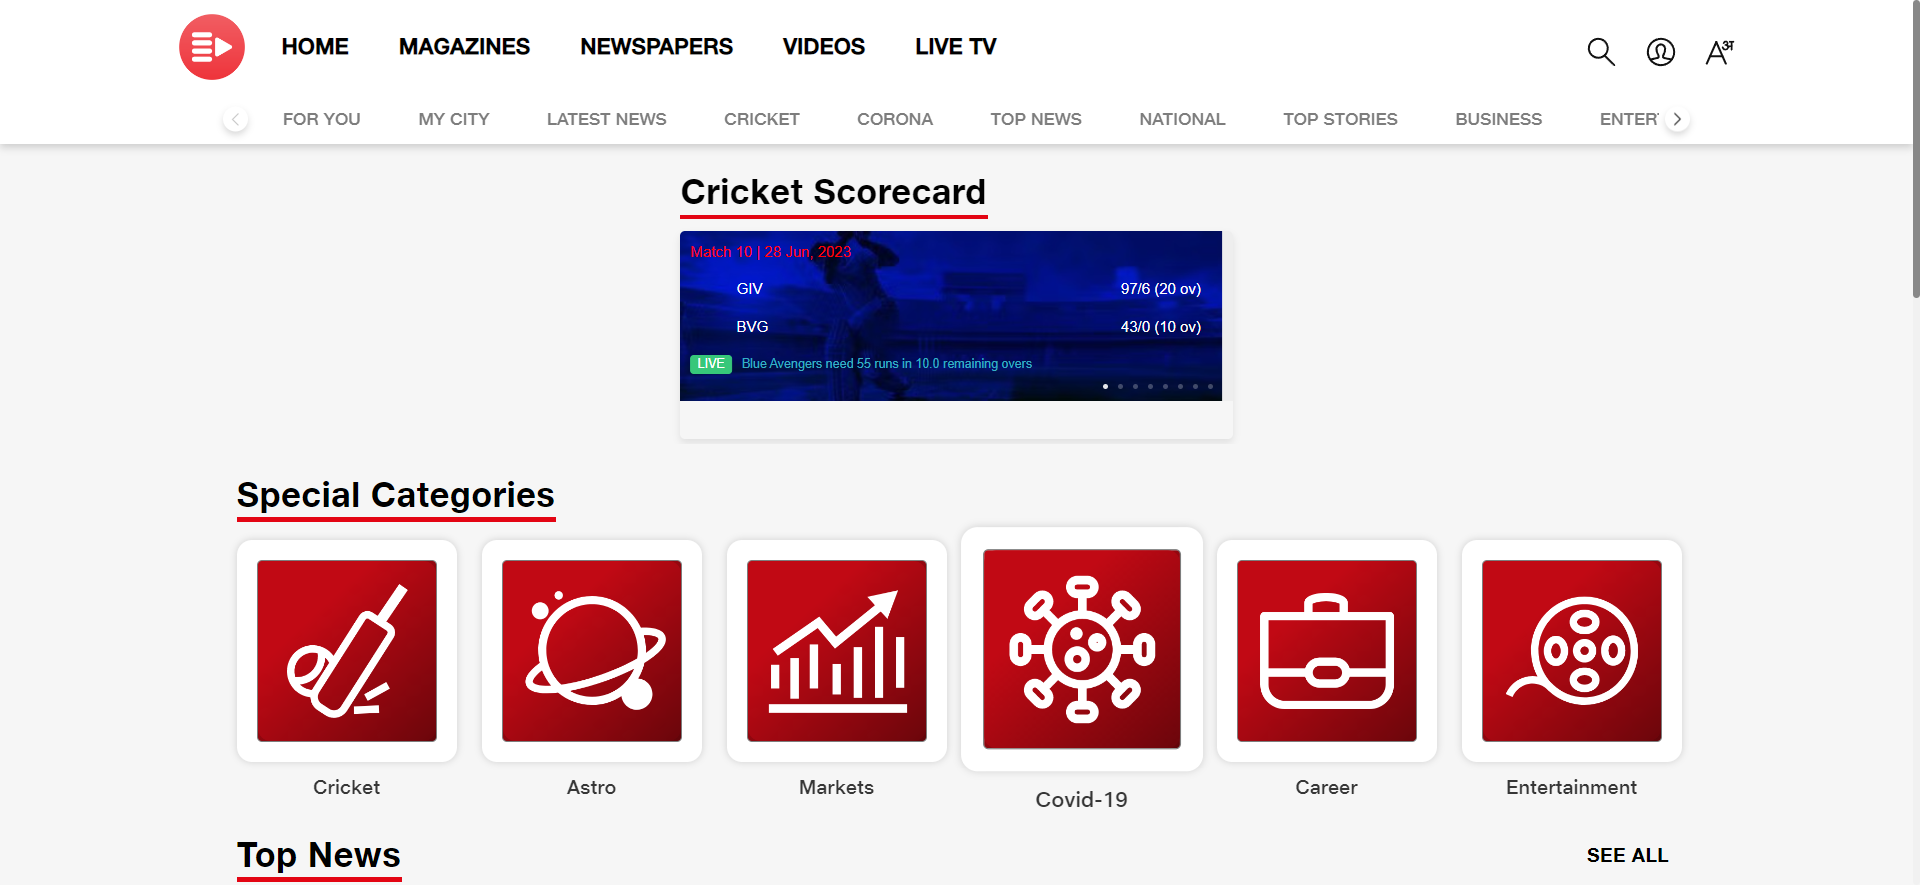 HOME MAGAZINES NEWSPAPERS VIDEOS LIVE TV
FOR YOU MY CITY LATEST NEWS CRICKET CORONA TOP NEWS NATIONAL TOP STORIES BUSINESS ENTER
Cricket Scorecard
Match 10 | 28 Jun, 2023
GIV 97/6 (20 ov)
BVG 43/0 (10 ov)
LIVE Blue Avengers need 55 runs in 10.0 remaining overs
Special Categories
Cricket Astro Markets Covid-19 Career Entertainment
Top News SEE ALL